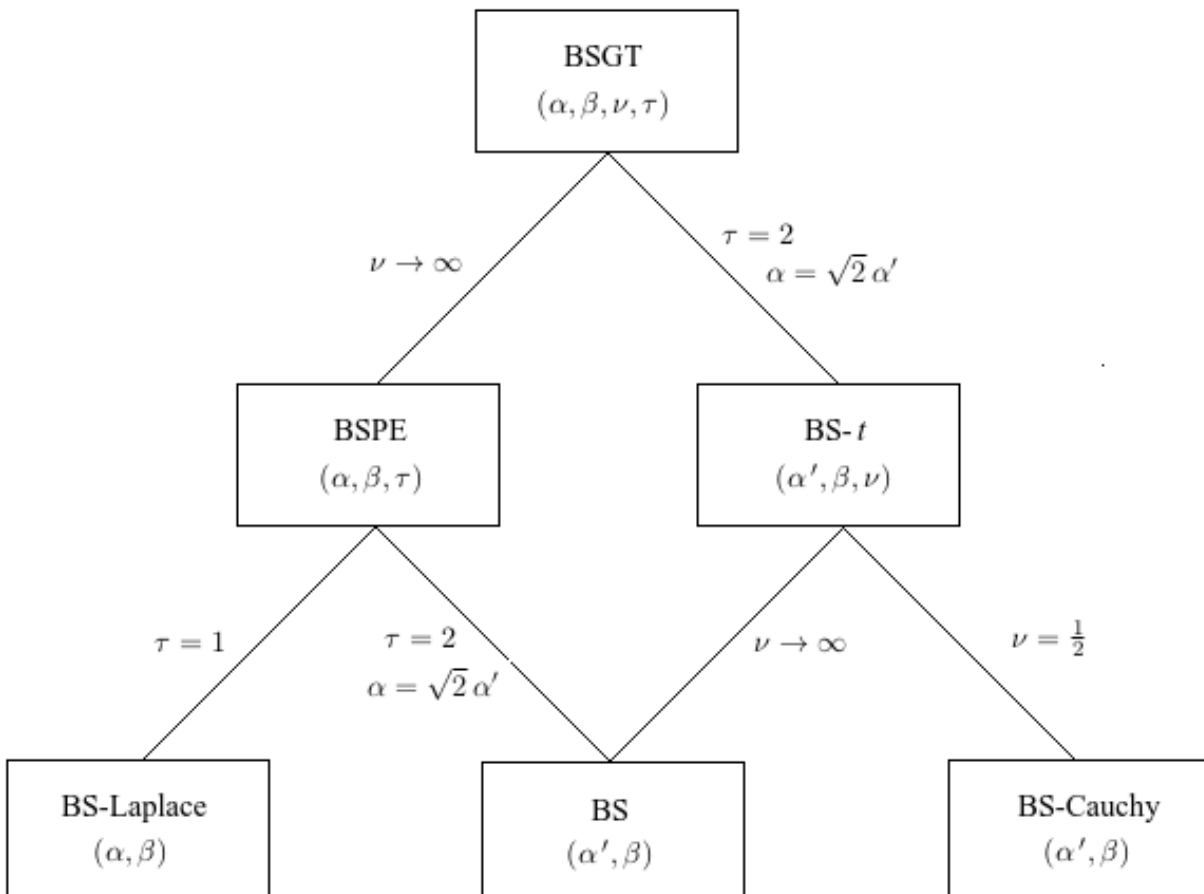 BSGT
(α, β, ν, τ)
τ = 2
ν → ∞
α = √2 α′
BSPE
BS-t
(α, β, τ)
(α′, β, ν)
τ = 1
τ = 2
ν → ∞
ν = 1/2
α = √2 α′
BS-Laplace
BS
BS-Cauchy
(α, β)
(α′, β)
(α′, β)